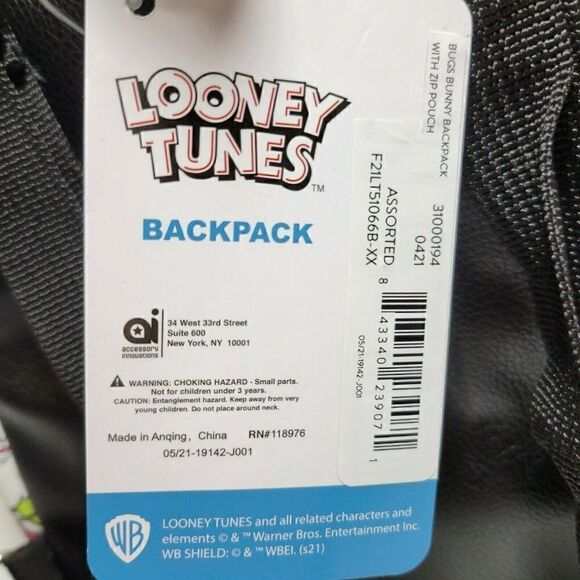 LOONEY
TUNES
TM
BACKPACK
ai
accessory
innovations
34 West 33rd Street
Suite 600
New York, NY 10001
WARNING: CHOKING HAZARD - Small parts.
Not for children under 3 years.
CAUTION: Entanglement hazard. Keep away from very
young children. Do not place around neck.
Made in Anqing, China RN#118976
05/21-19142-J001
WB
LOONEY TUNES and all related characters and
elements © & ™ Warner Bros. Entertainment Inc.
WB SHIELD: © & ™ WBEI. (s21)
BUGS BUNNY BACKPACK
WITH ZIP POUCH
31000194
0421
ASSORTED
F21LT51066B-XX
8 43340 23907 1
05/21-19142-J001